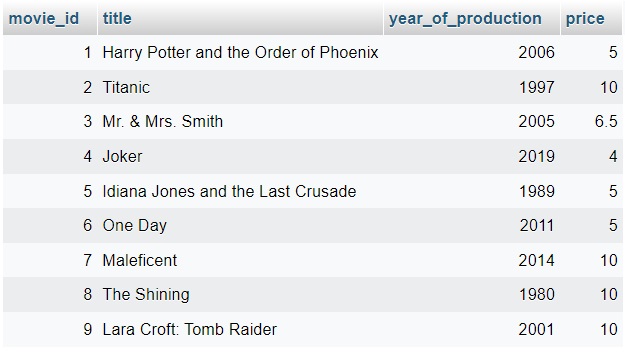 movie_id title year_of_production price
1 Harry Potter and the Order of Phoenix 2006 5
2 Titanic 1997 10
3 Mr. & Mrs. Smith 2005 6.5
4 Joker 2019 4
5 Idiana Jones and the Last Crusade 1989 5
6 One Day 2011 5
7 Maleficent 2014 10
8 The Shining 1980 10
9 Lara Croft: Tomb Raider 2001 10